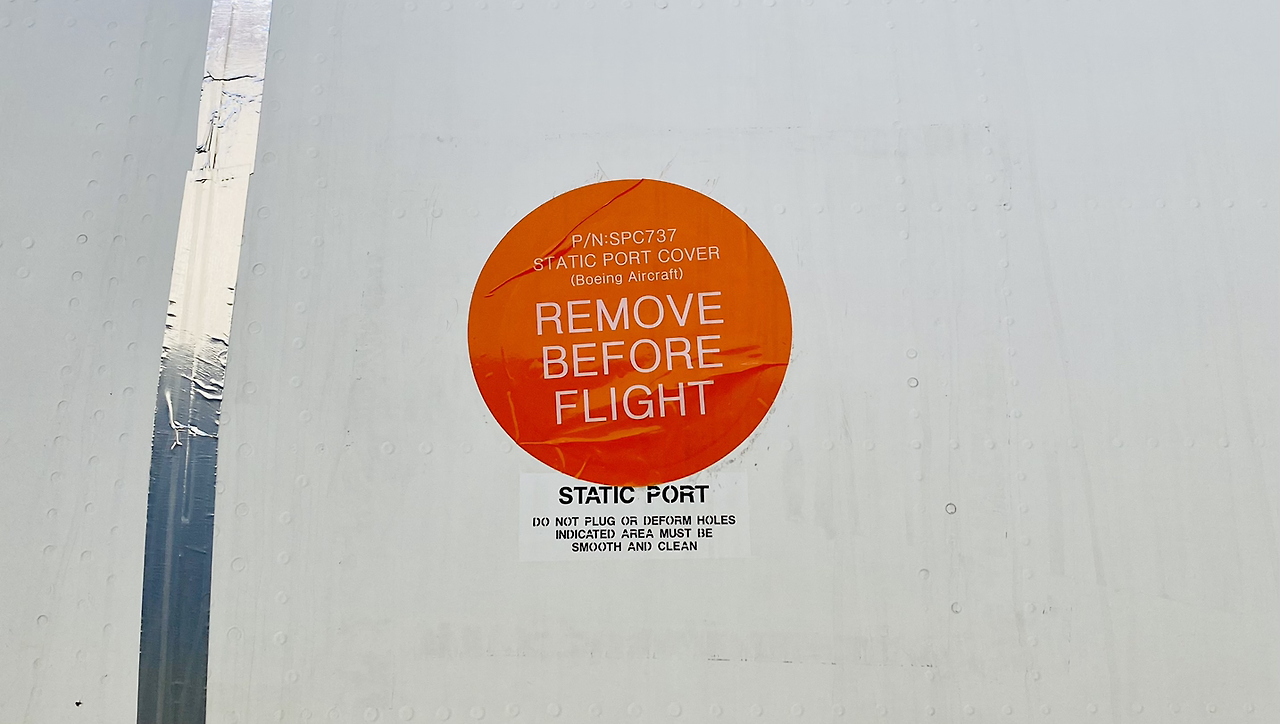 P/N:SPC737
STATIC PORT COVER
(Boeing Aircraft)
REMOVE
BEFORE
FLIGHT
STATIC PORT
DO NOT PLUG OR DEFORM HOLES
INDICATED AREA MUST BE
SMOOTH AND CLEAN